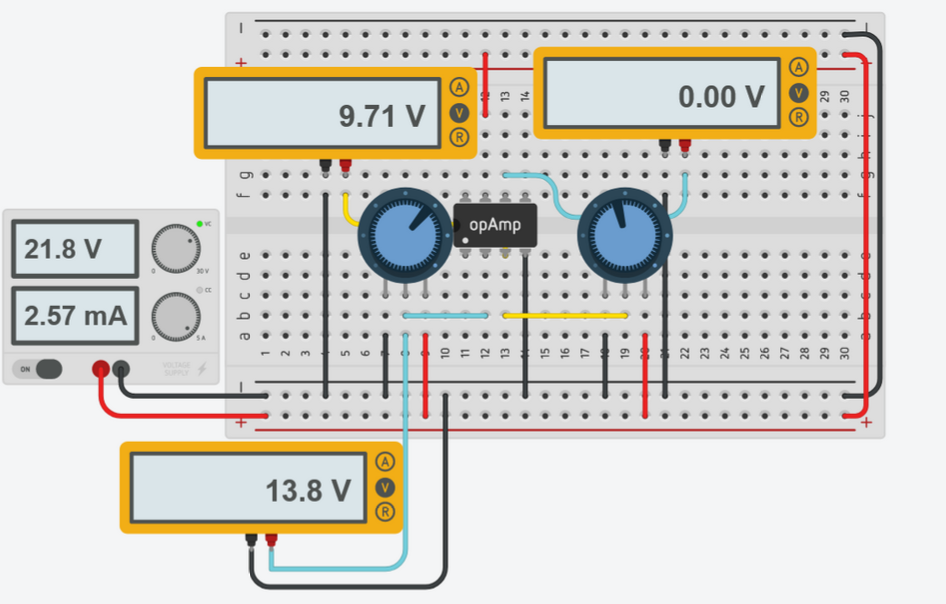 9.71 V
A
V
R
0.00 V
A
V
R
13 14
29 30
j
h
g g
f f
opAmp
21.8 V
VC
0 30 V
2.57 mA
CC
0 5 A
ON
VOLTAGE
SUPPLY
e e
d d
c c
b b
a a
1 2 3 4 5 6 7 8 9 10 11 12 13 14 15 16 17 18 19 20 21 22 23 24 25 26 27 28 29 30
13.8 V
A
V
R